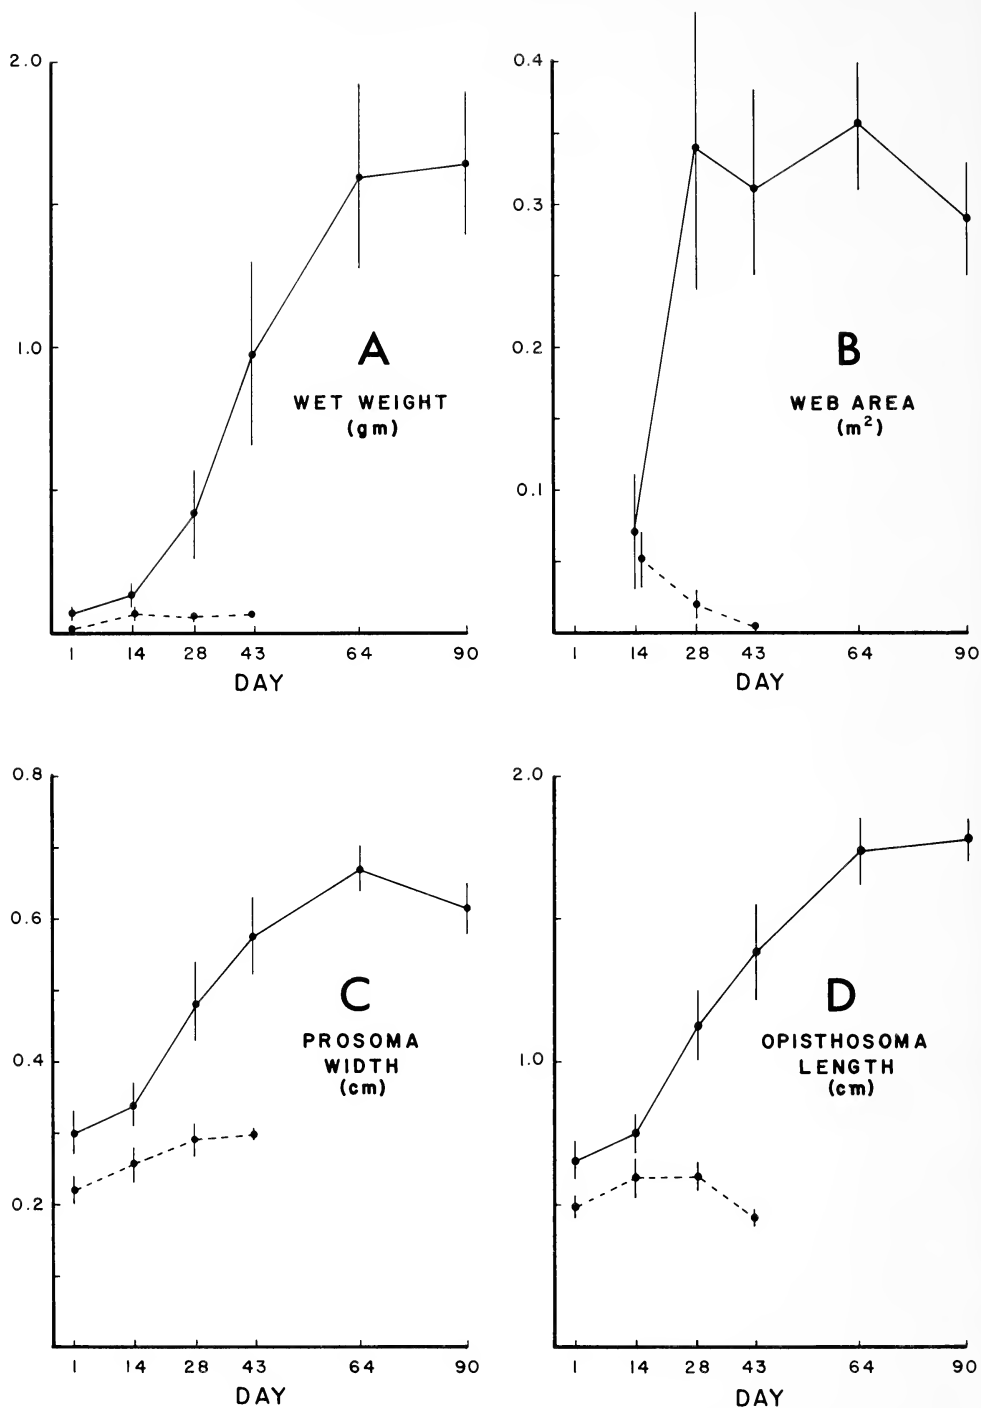 2.0
1.0
A
WET WEIGHT
(gm)
1 14 28 43 64 90
DAY
0.4
0.3
0.2
0.1
B
WEB AREA
(m²)
1 14 28 43 64 90
DAY
0.8
0.6
0.4
0.2
C
PROSOMA
WIDTH
(cm)
1 14 28 43 64 90
DAY
2.0
1.0
D
OPISTHOSOMA
LENGTH
(cm)
1 14 28 43 64 90
DAY